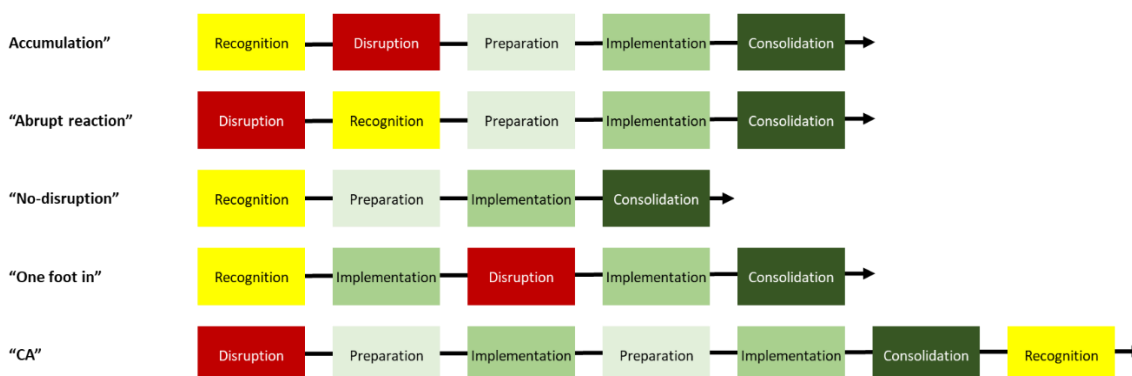 Accumulation” Recognition Disruption Preparation Implementation Consolidation
“Abrupt reaction” Disruption Recognition Preparation Implementation Consolidation
“No-disruption” Recognition Preparation Implementation Consolidation
“One foot in” Recognition Implementation Disruption Implementation Consolidation
“CA” Disruption Preparation Implementation Preparation Implementation Consolidation Recognition